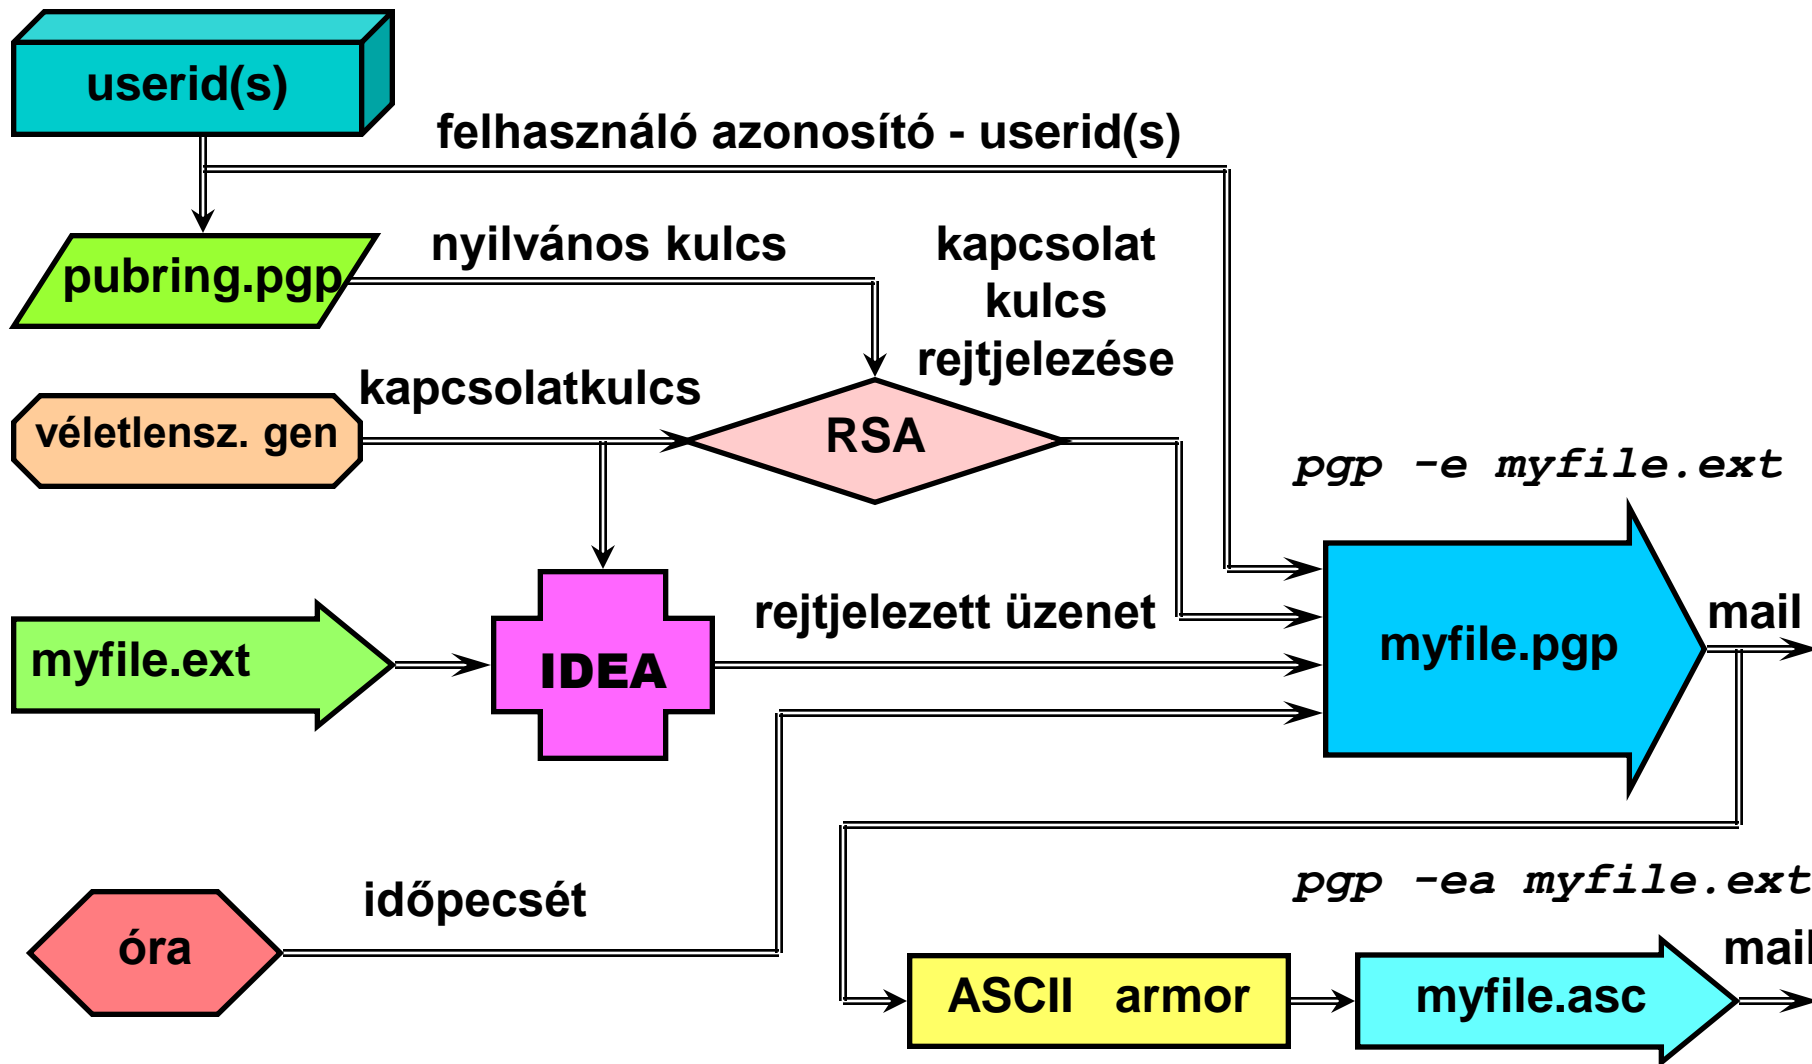 userid(s)
felhasználó azonosító - userid(s)
pubring.pgp
nyilvános kulcs
kapcsolat
kulcs
rejtjelezése
kapcsolatkulcs
véletlensz. gen
RSA
pgp -e myfile.ext
myfile.ext
IDEA
rejtjelezett üzenet
myfile.pgp
mail
időpecsét
óra
pgp -ea myfile.ext
ASCII armor
myfile.asc
mail